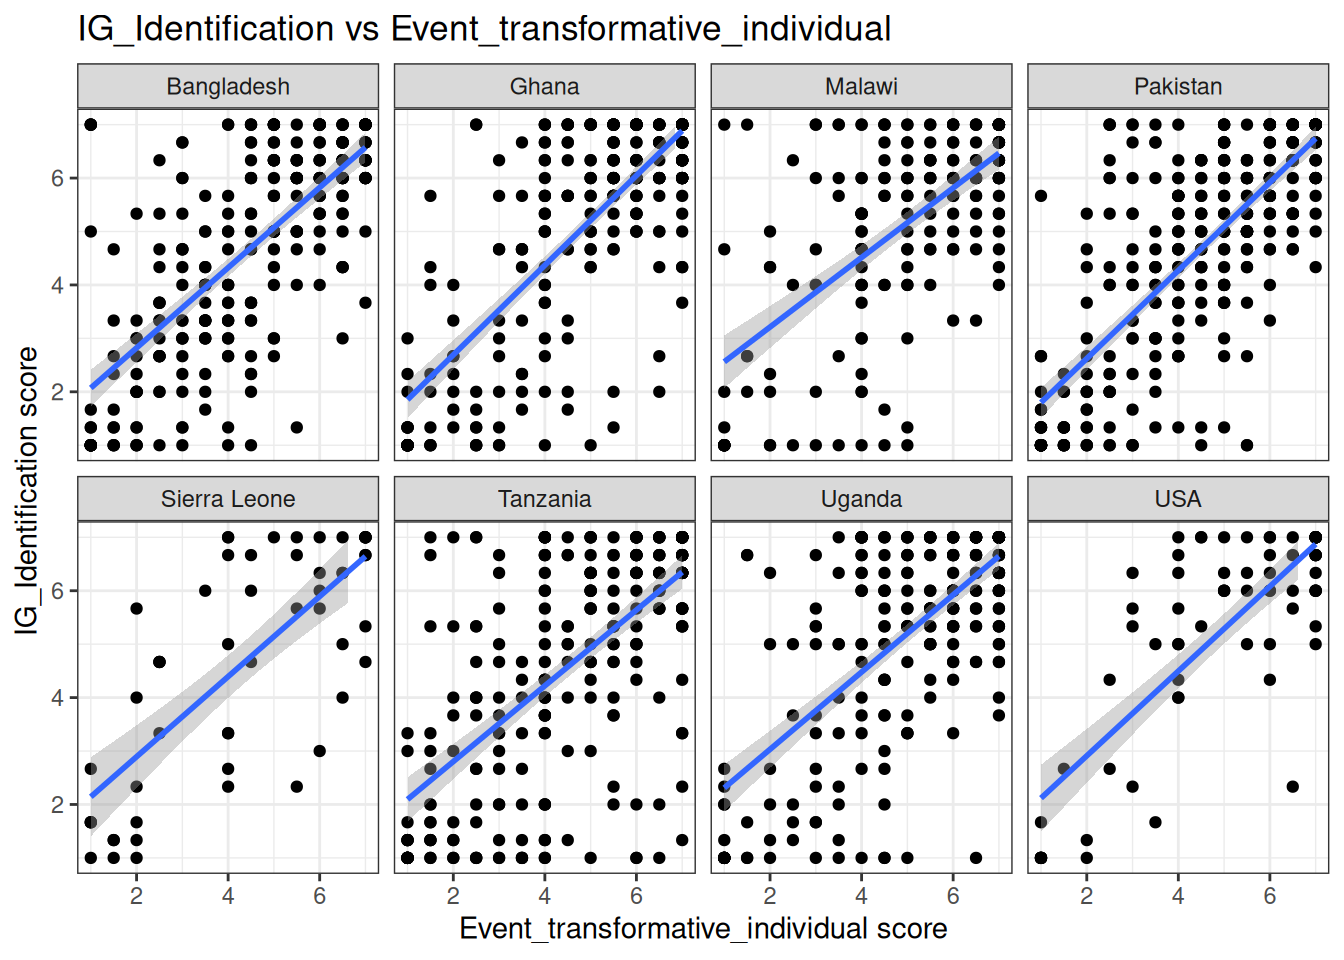 IG_Identification vs Event_transformative_individual
Bangladesh
Ghana
Malawi
Pakistan
6
4
2
Sierra Leone
Tanzania
Uganda
USA
6
4
2
2
4
6
2
4
6
2
4
6
2
4
6
IG_Identification score
Event_transformative_individual score